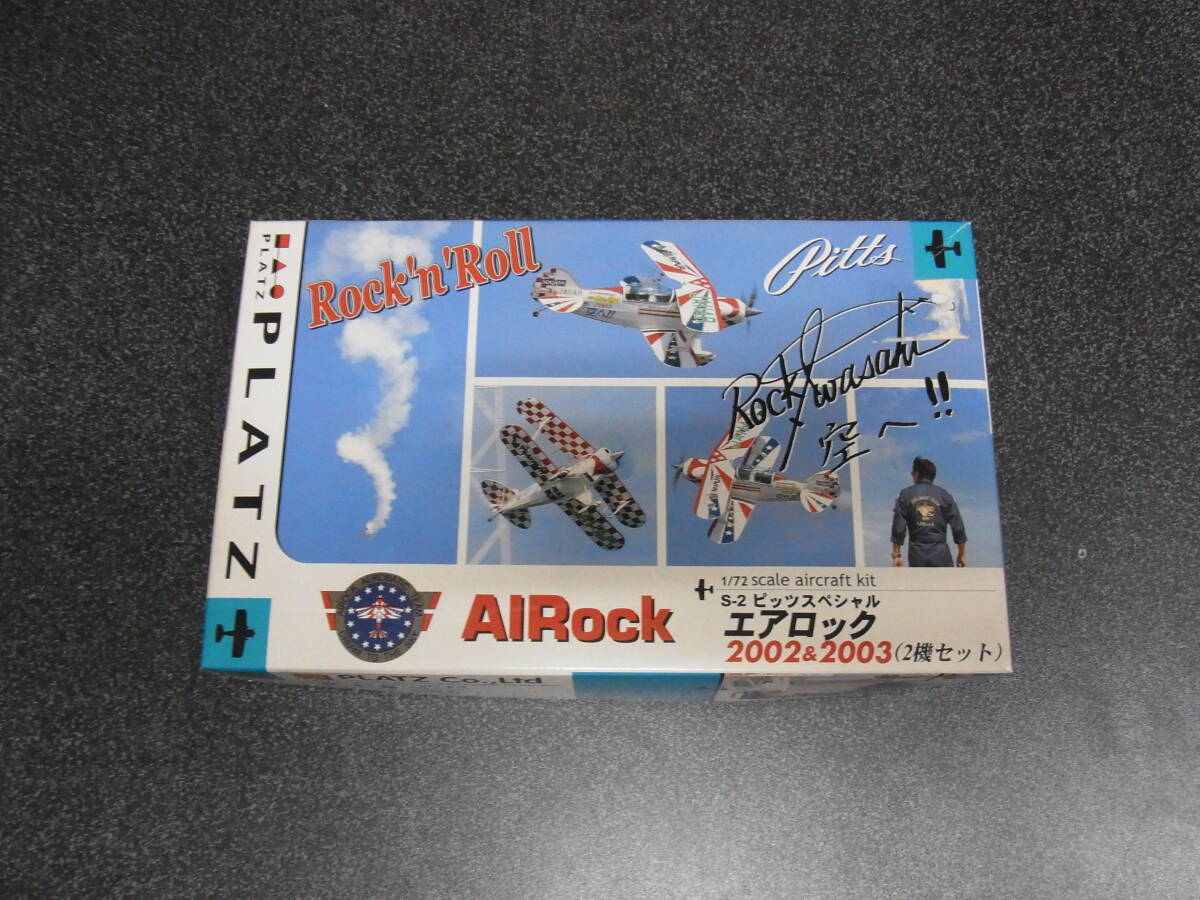 PLATZ
PLATZ
Rock'n'Roll
Pitts
Rock Iwasaki
空へ!!
AIRock
1/72 scale aircraft kit
S-2 ピッツスペシャル
エアロック
2002&2003(2機セット)
PLATZ Co.,Ltd